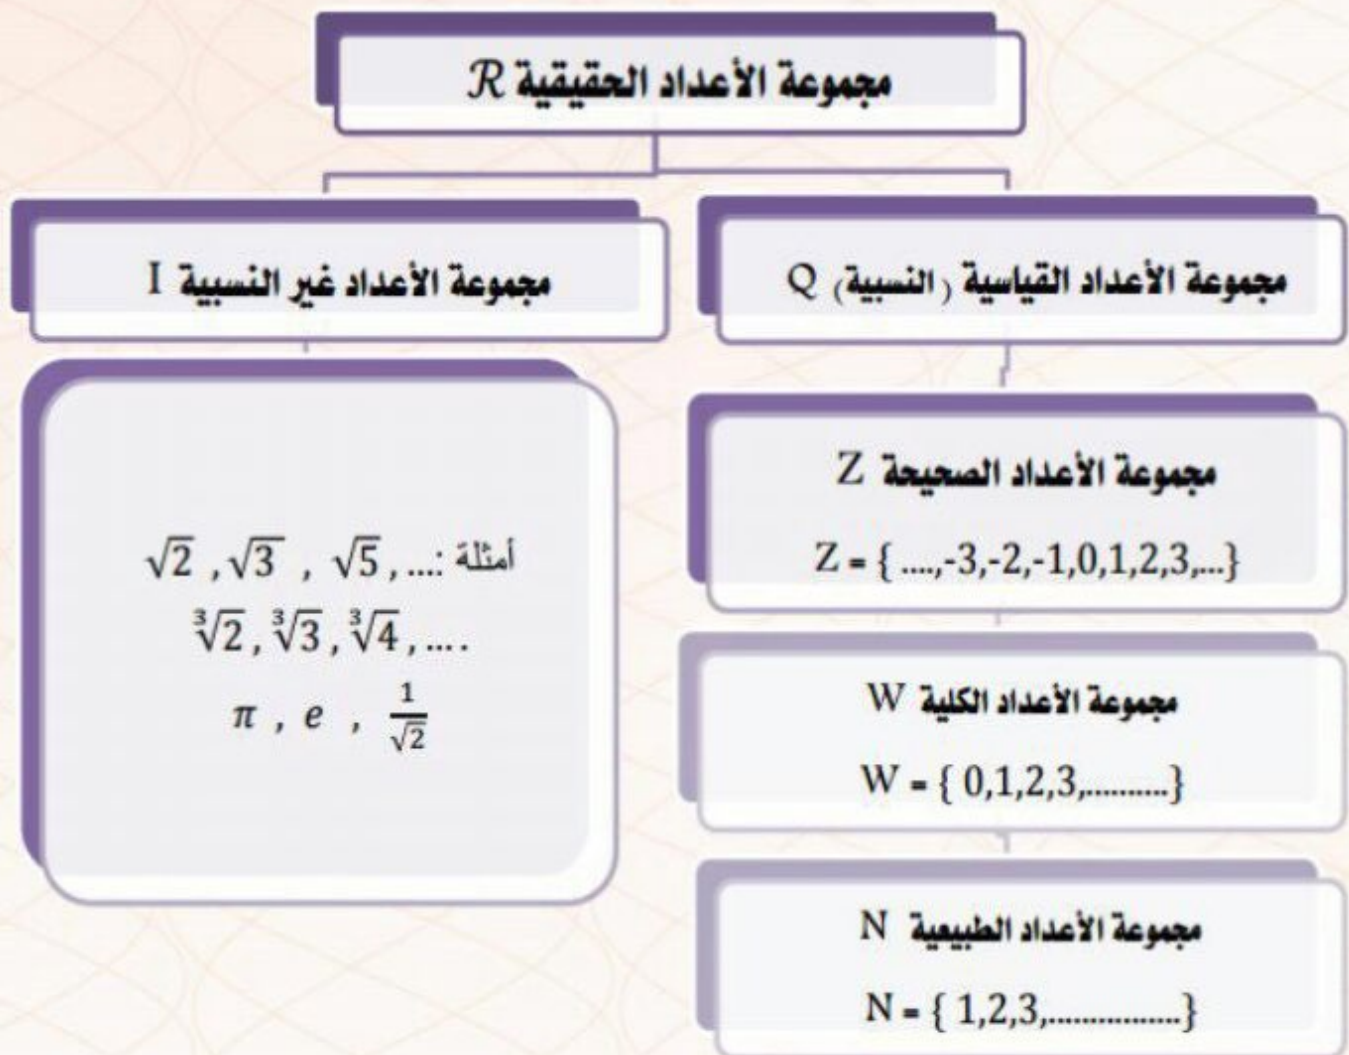 مجموعة الأعداد الحقيقية ℛ
مجموعة الأعداد القياسية (النسبية) Q
مجموعة الأعداد غير النسبية I
مجموعة الأعداد الصحيحة Z
Z = { ....,-3,-2,-1,0,1,2,3,...}
مجموعة الأعداد الكلية W
W = { 0,1,2,3,..........}
مجموعة الأعداد الطبيعية N
N = { 1,2,3,................}
أمثلة :...., √2 , √3 , √5
∛2 , ∛3 , ∛4 , ... .
π , e , 1/√2